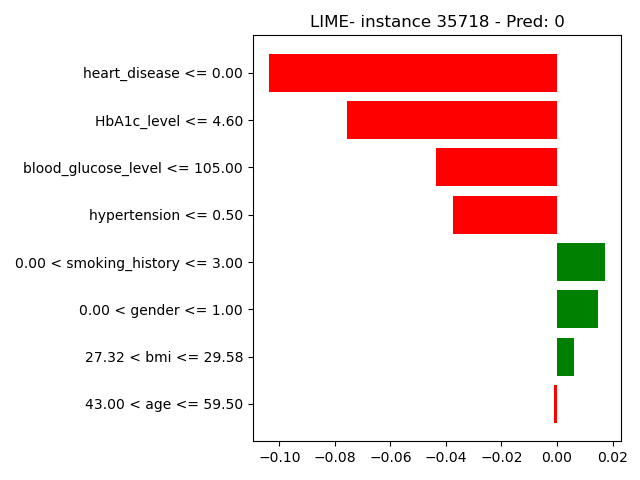 LIME- instance 35718 - Pred: 0
heart_disease <= 0.00
HbA1c_level <= 4.60
blood_glucose_level <= 105.00
hypertension <= 0.50
0.00 < smoking_history <= 3.00
0.00 < gender <= 1.00
27.32 < bmi <= 29.58
43.00 < age <= 59.50
−0.10 −0.08 −0.06 −0.04 −0.02 0.00 0.02